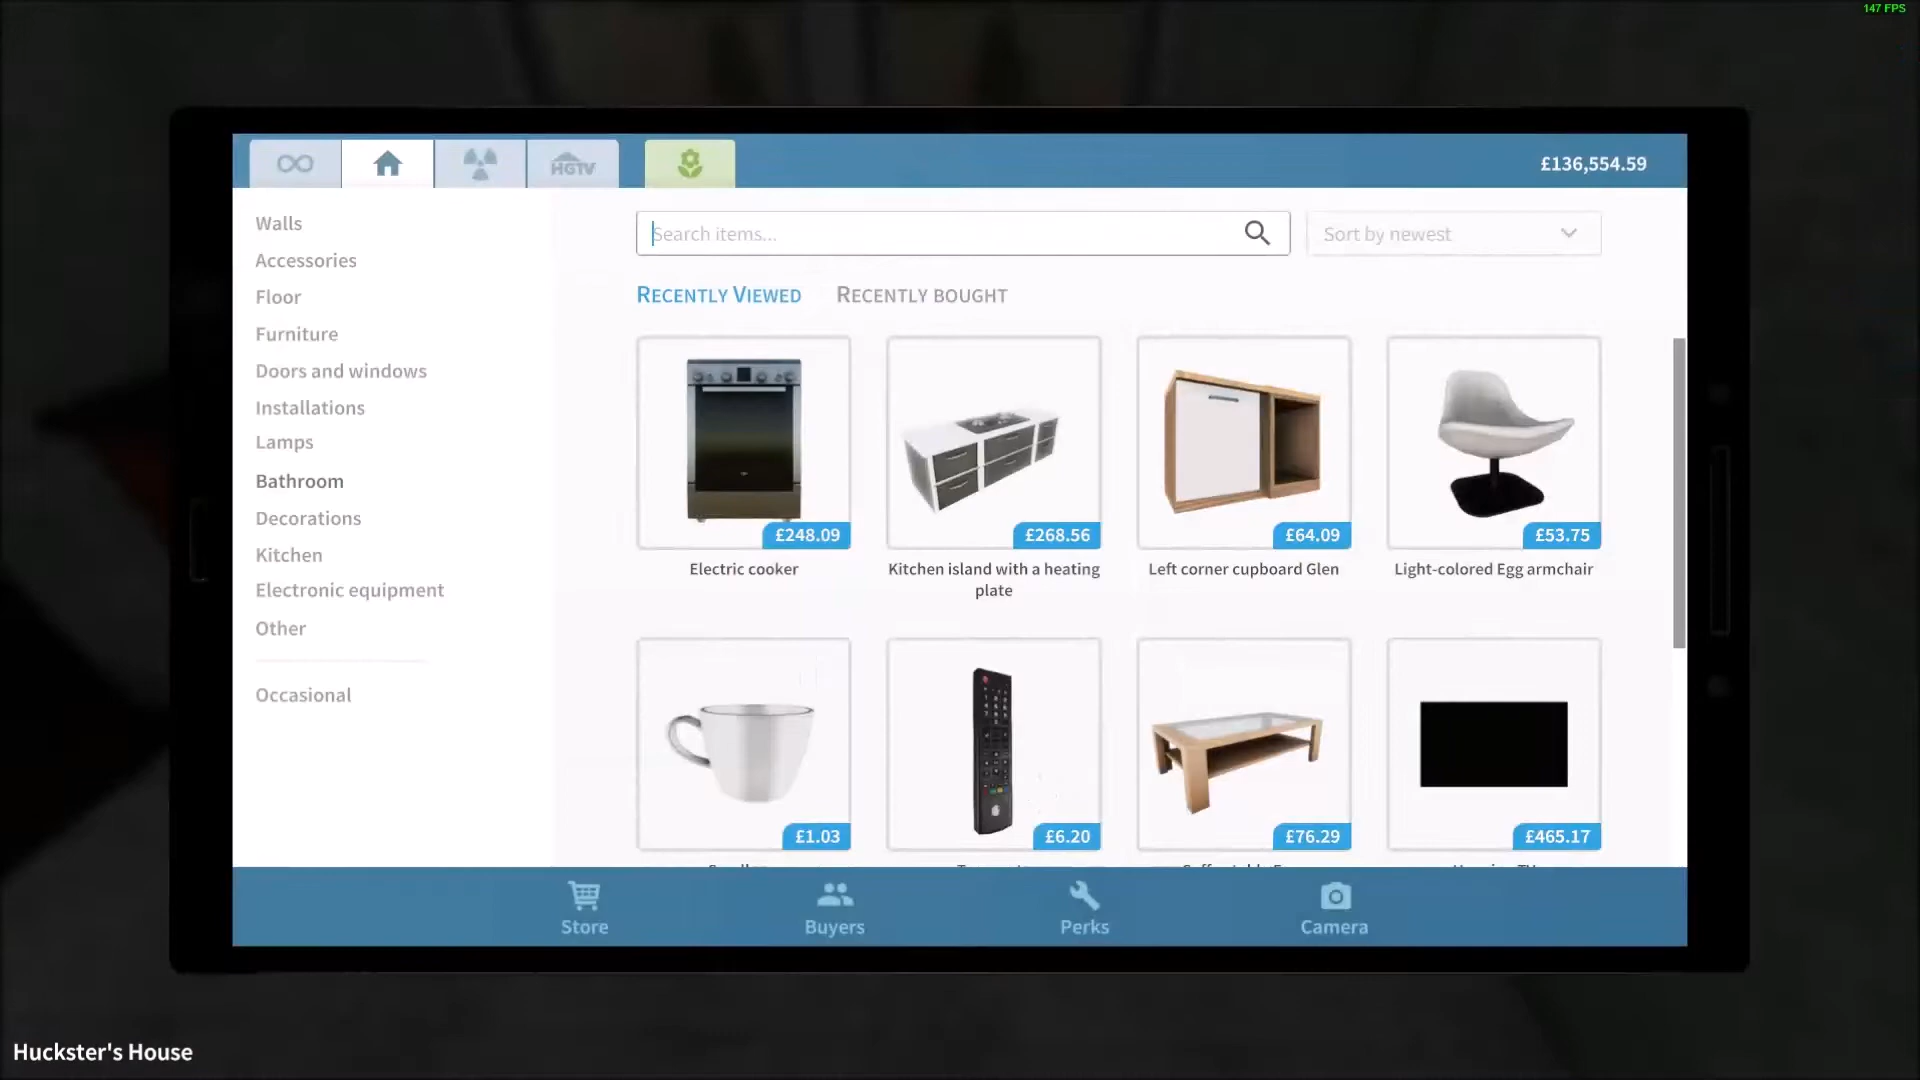 147 FPS
HGTV
£136,554.59
Search items...
Sort by newest
Walls
Accessories
Floor
Furniture
Doors and windows
Installations
Lamps
Bathroom
Decorations
Kitchen
Electronic equipment
Other
Occasional
RECENTLY VIEWED
RECENTLY BOUGHT
£248.09
£268.56
£64.09
£53.75
Electric cooker
Kitchen island with a heating
plate
Left corner cupboard Glen
Light-colored Egg armchair
£1.03
£6.20
£76.29
£465.17
Store
Buyers
Perks
Camera
Huckster's House